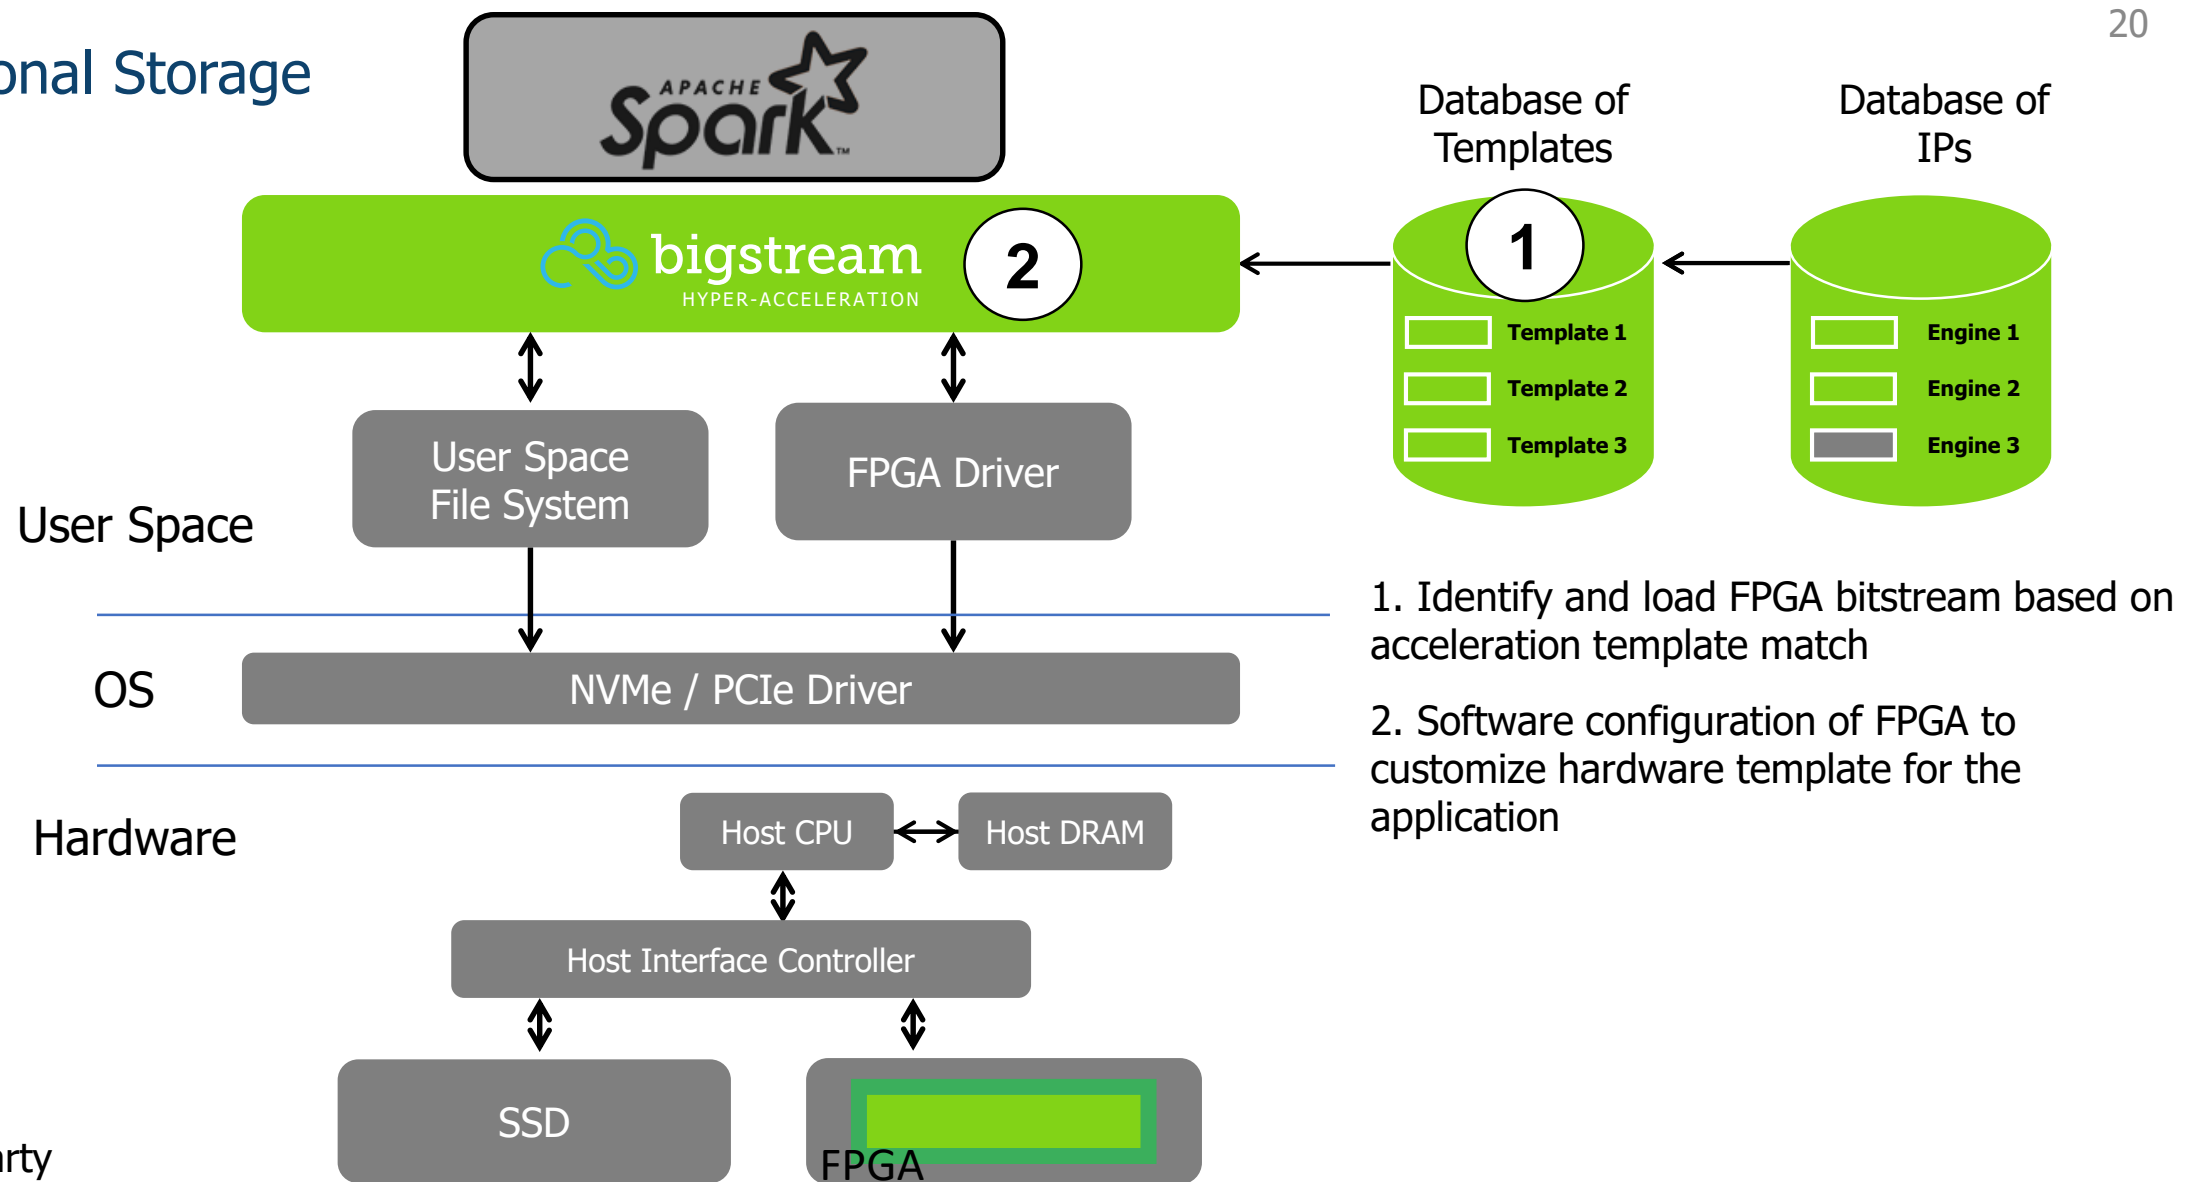 20
onal Storage
APACHE
Spark™
bigstream
HYPER-ACCELERATION
2
Database of
Templates
1
Template 1
Template 2
Template 3
Database of
IPs
Engine 1
Engine 2
Engine 3
User Space
File System
FPGA Driver
User Space
OS
NVMe / PCIe Driver
1. Identify and load FPGA bitstream based on
acceleration template match
2. Software configuration of FPGA to
customize hardware template for the
application
Hardware
Host CPU
Host DRAM
Host Interface Controller
SSD
FPGA
arty